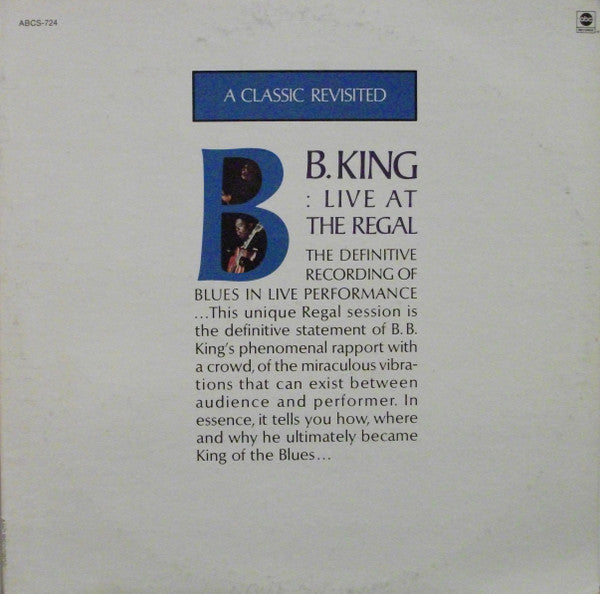 ABCS-724
abc
RECORDS
A CLASSIC REVISITED
B B. KING
: LIVE AT
THE REGAL
THE DEFINITIVE
RECORDING OF
BLUES IN LIVE PERFORMANCE
...This unique Regal session is
the definitive statement of B. B.
King's phenomenal rapport with
a crowd, of the miraculous vibra-
tions that can exist between
audience and performer. In
essence, it tells you how, where
and why he ultimately became
King of the Blues...